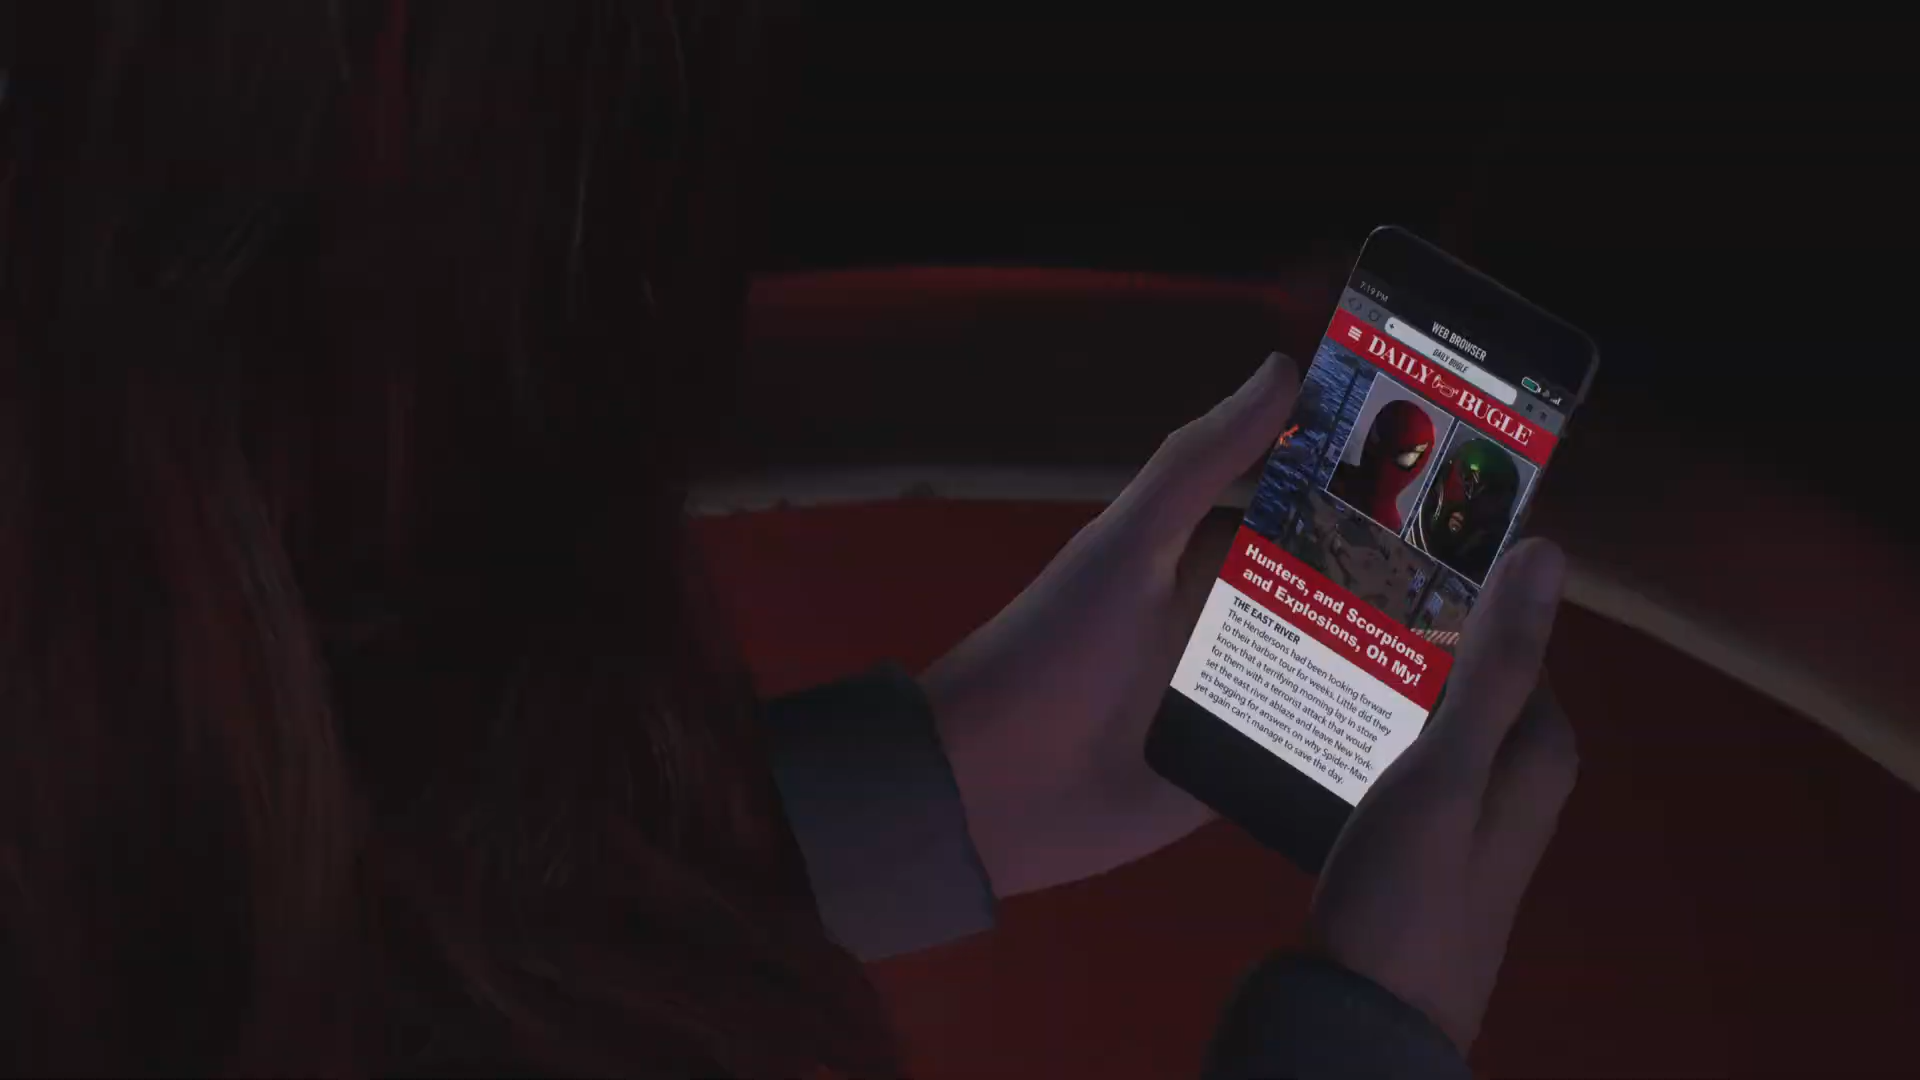 7:19 PM
WEB BROWSER
DAILY BUGLE
DAILY BUGLE
Hunters, and Scorpions,
and Explosions, Oh My!
THE EAST RIVER
The Hendersons had been looking forward
to their harbor tour for weeks. Little did they
know that a terrifying morning lay in store
for them with a terrorist attack that would
set the east river ablaze and leave New York-
ers begging for answers on why Spider-Man
yet again can't manage to save the day.